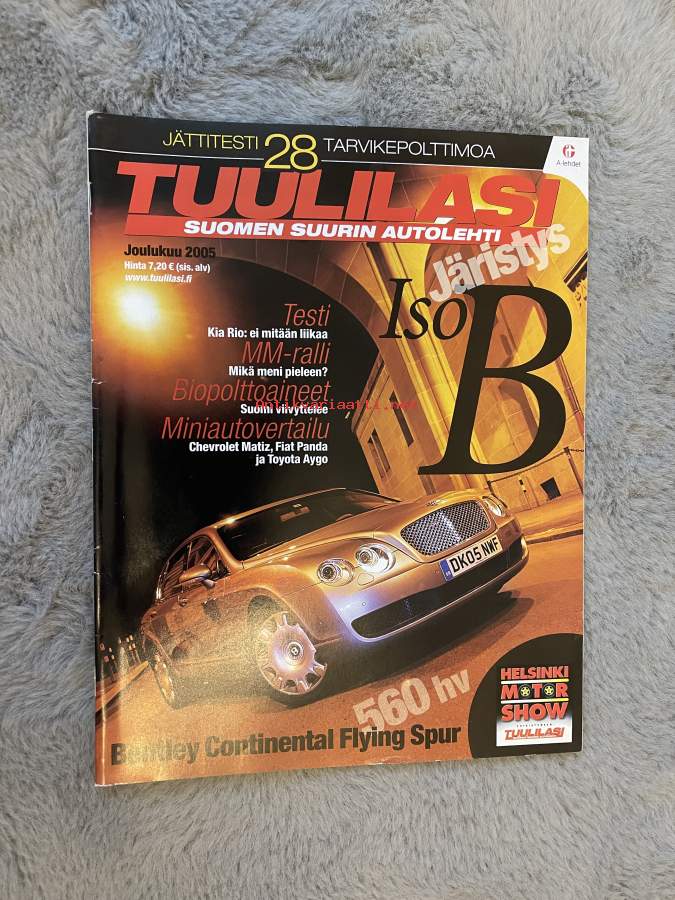 JÄTTITESTI 28 TARVIKEPOLTTIMOA
A-lehdet
TUULILASI
SUOMEN SUURIN AUTOLEHTI
Joulukuu 2005
Hinta 7,20 € (sis. alv)
www.tuulilasi.fi
Järistys
Iso B
Testi
Kia Rio: ei mitään liikaa
MM-ralli
Mikä meni pieleen?
Biopolttoaineet
Antikvariaatti.net
Suomi viivyttelee
Miniautovertailu
Chevrolet Matiz, Fiat Panda
ja Toyota Aygo
DK05 NWF
560 hv
Bentley Continental Flying Spur
HELSINKI
MOTOR
SHOW
TUULILASI